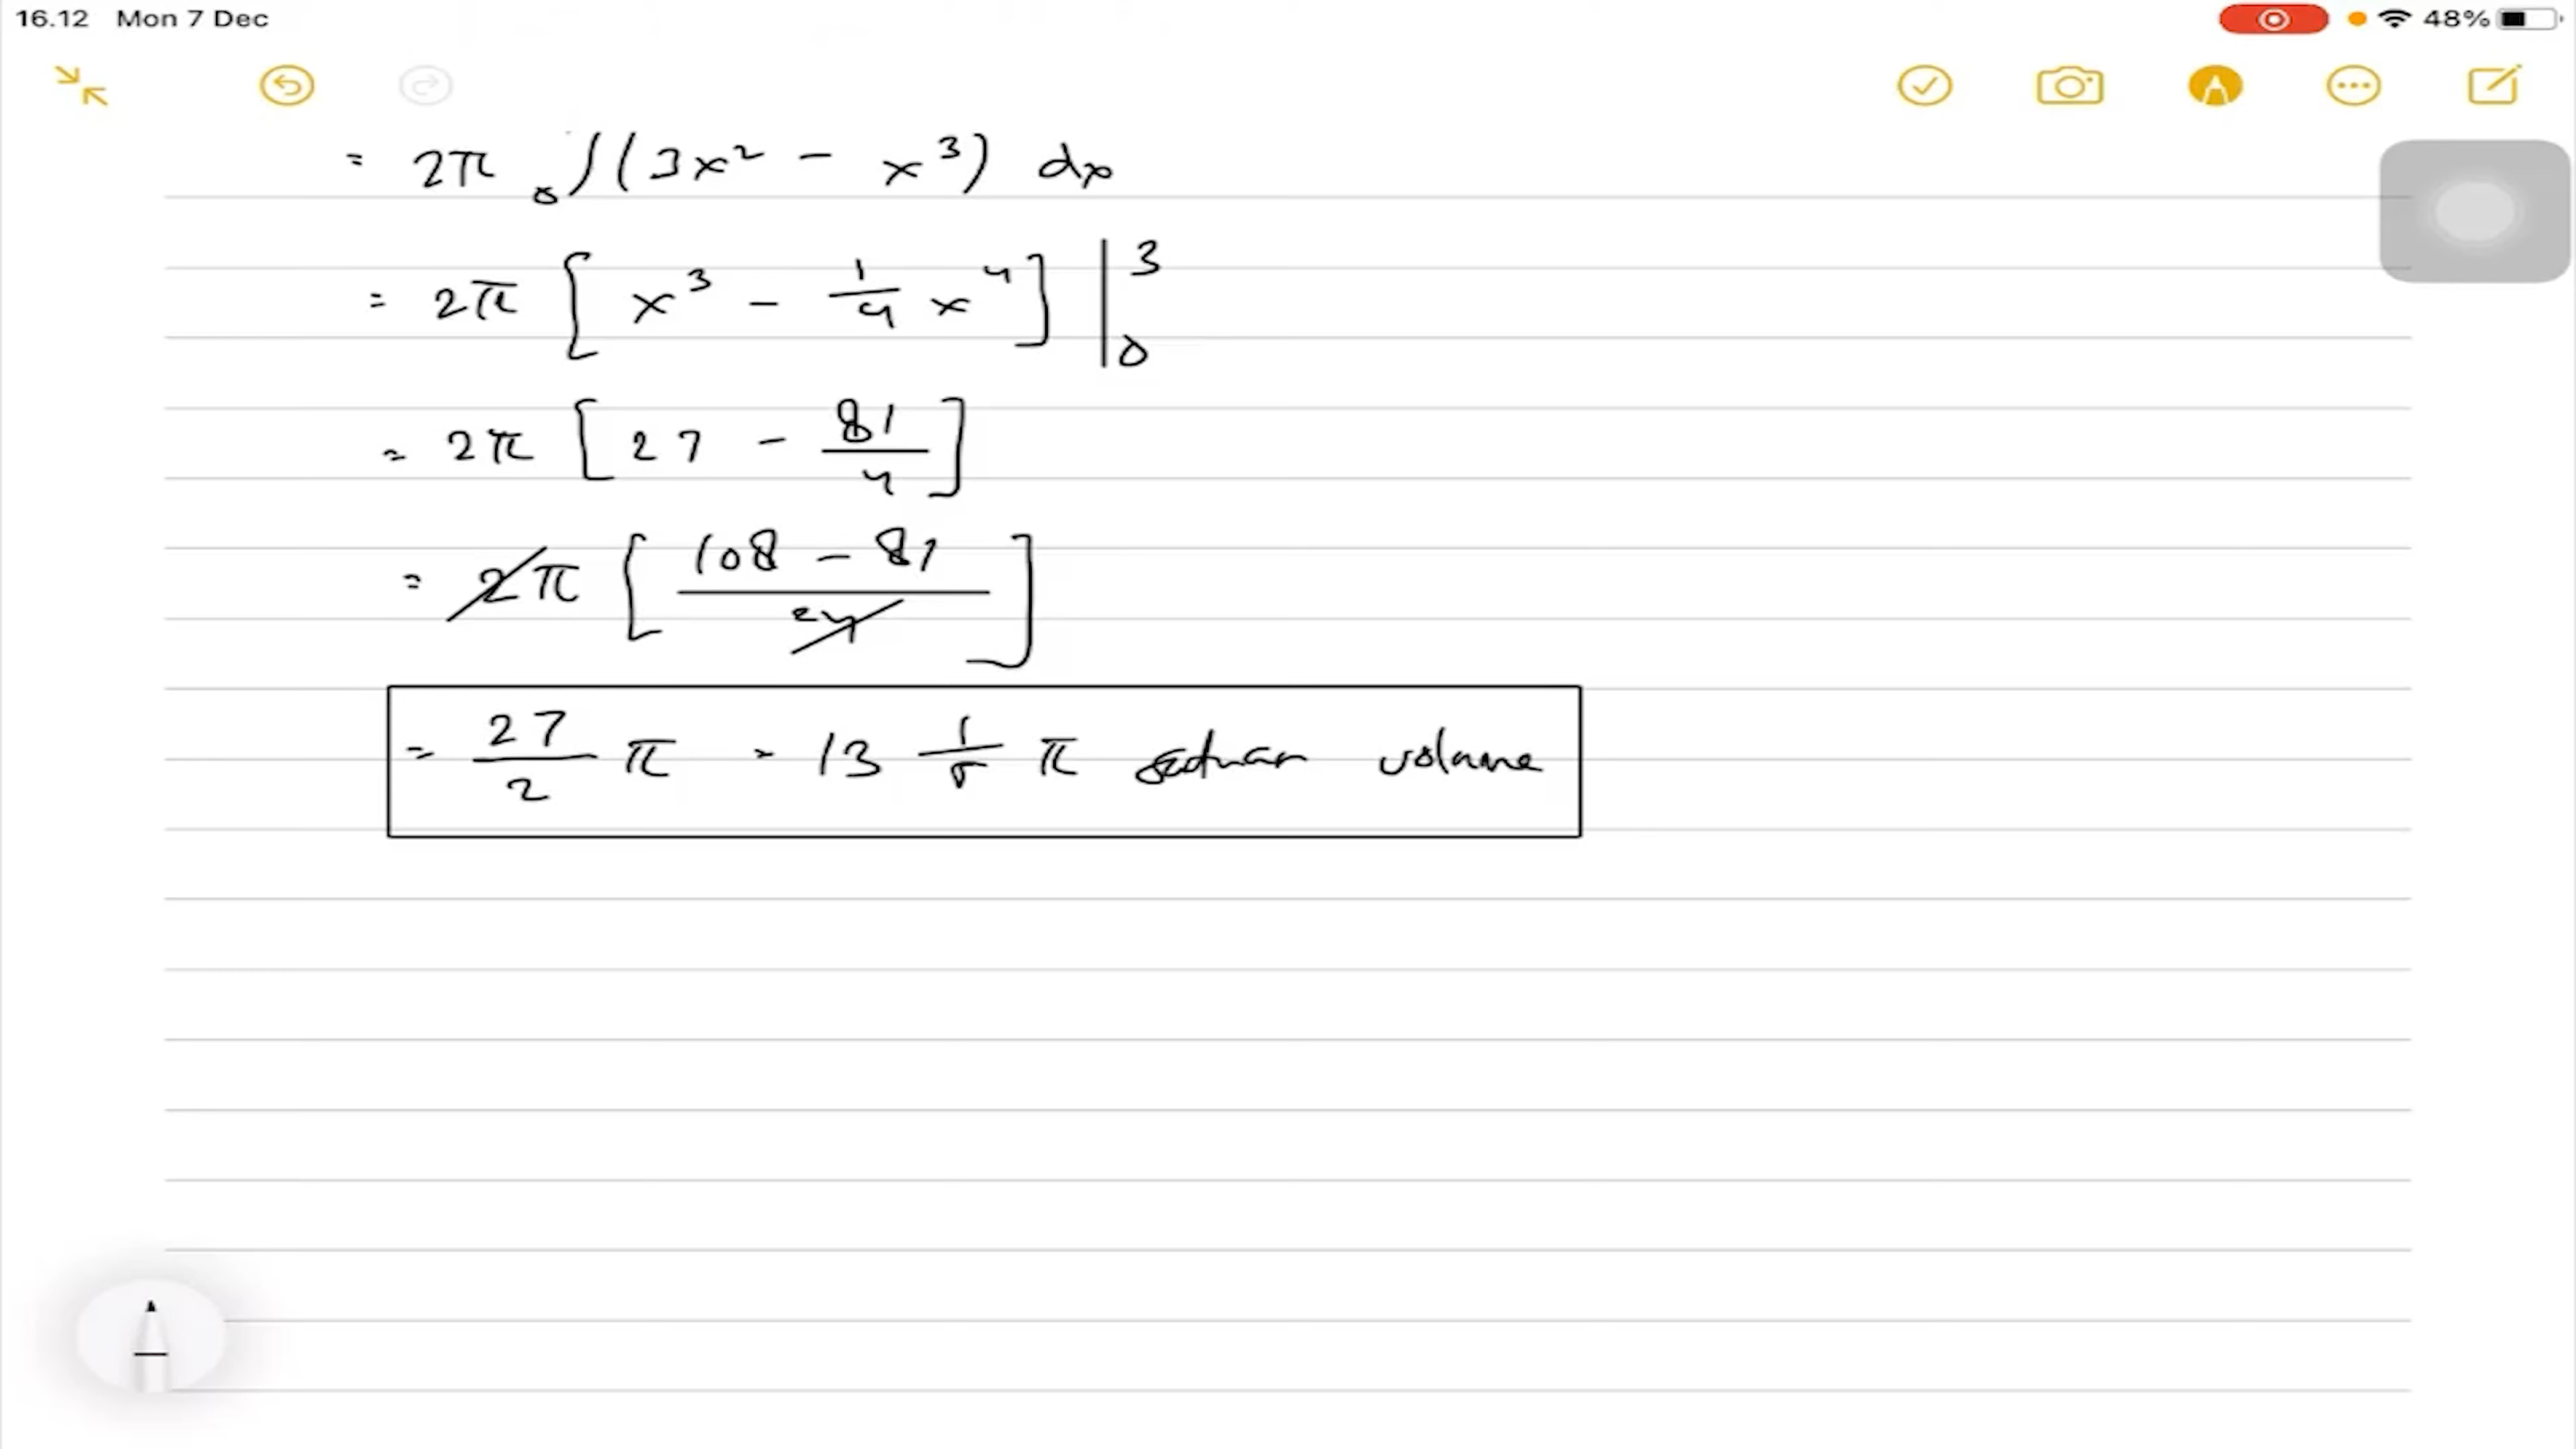 16.12 Mon 7 Dec 48%
= 2π ₀∫(3x² - x³) dx
= 2π [x³ - 1/4 x⁴] |₀³
= 2π [27 - 81/4]
= 2π [(108 - 81)/4]
= 27/2 π = 13 1/2 π satuan volume